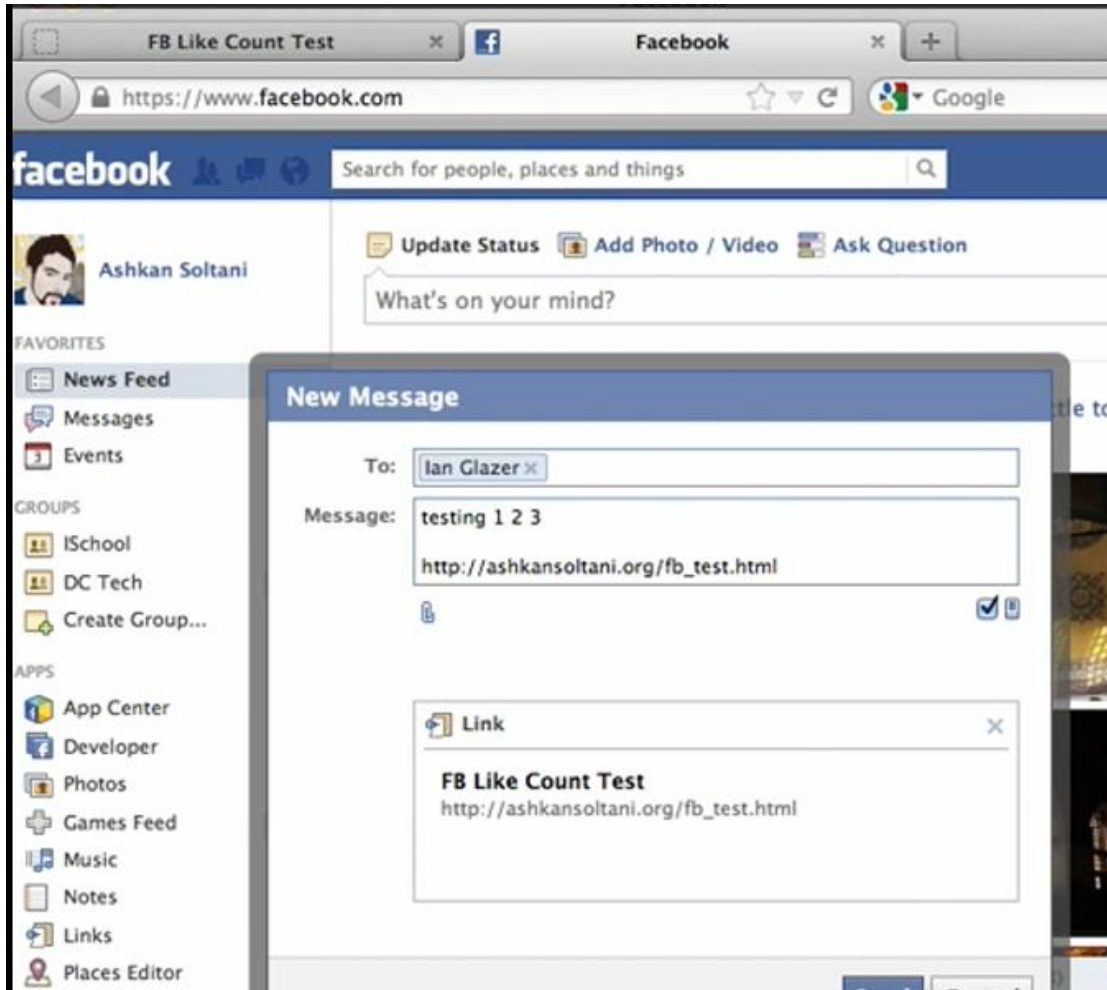 FB Like Count Test
Facebook
https://www.facebook.com
Google
facebook
Search for people, places and things
Ashkan Soltani
Update Status Add Photo / Video Ask Question
What's on your mind?
FAVORITES
News Feed
Messages
Events
GROUPS
ISchool
DC Tech
Create Group...
APPS
App Center
Developer
Photos
Games Feed
Music
Notes
Links
Places Editor
New Message
To: Ian Glazer
Message: testing 1 2 3
http://ashkansoltani.org/fb_test.html
Link
FB Like Count Test
http://ashkansoltani.org/fb_test.html